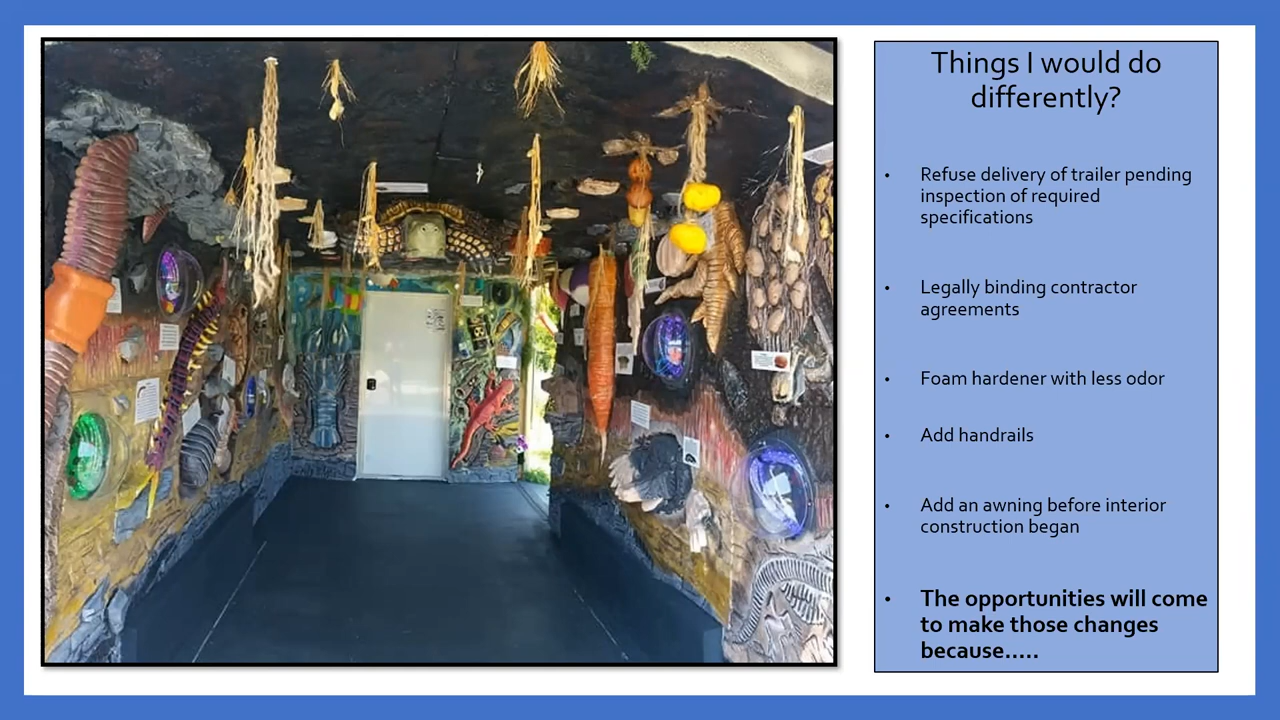 Things I would do
differently?
• Refuse delivery of trailer pending
inspection of required
specifications
• Legally binding contractor
agreements
• Foam hardener with less odor
• Add handrails
• Add an awning before interior
construction began
• The opportunities will come
to make those changes
because.....